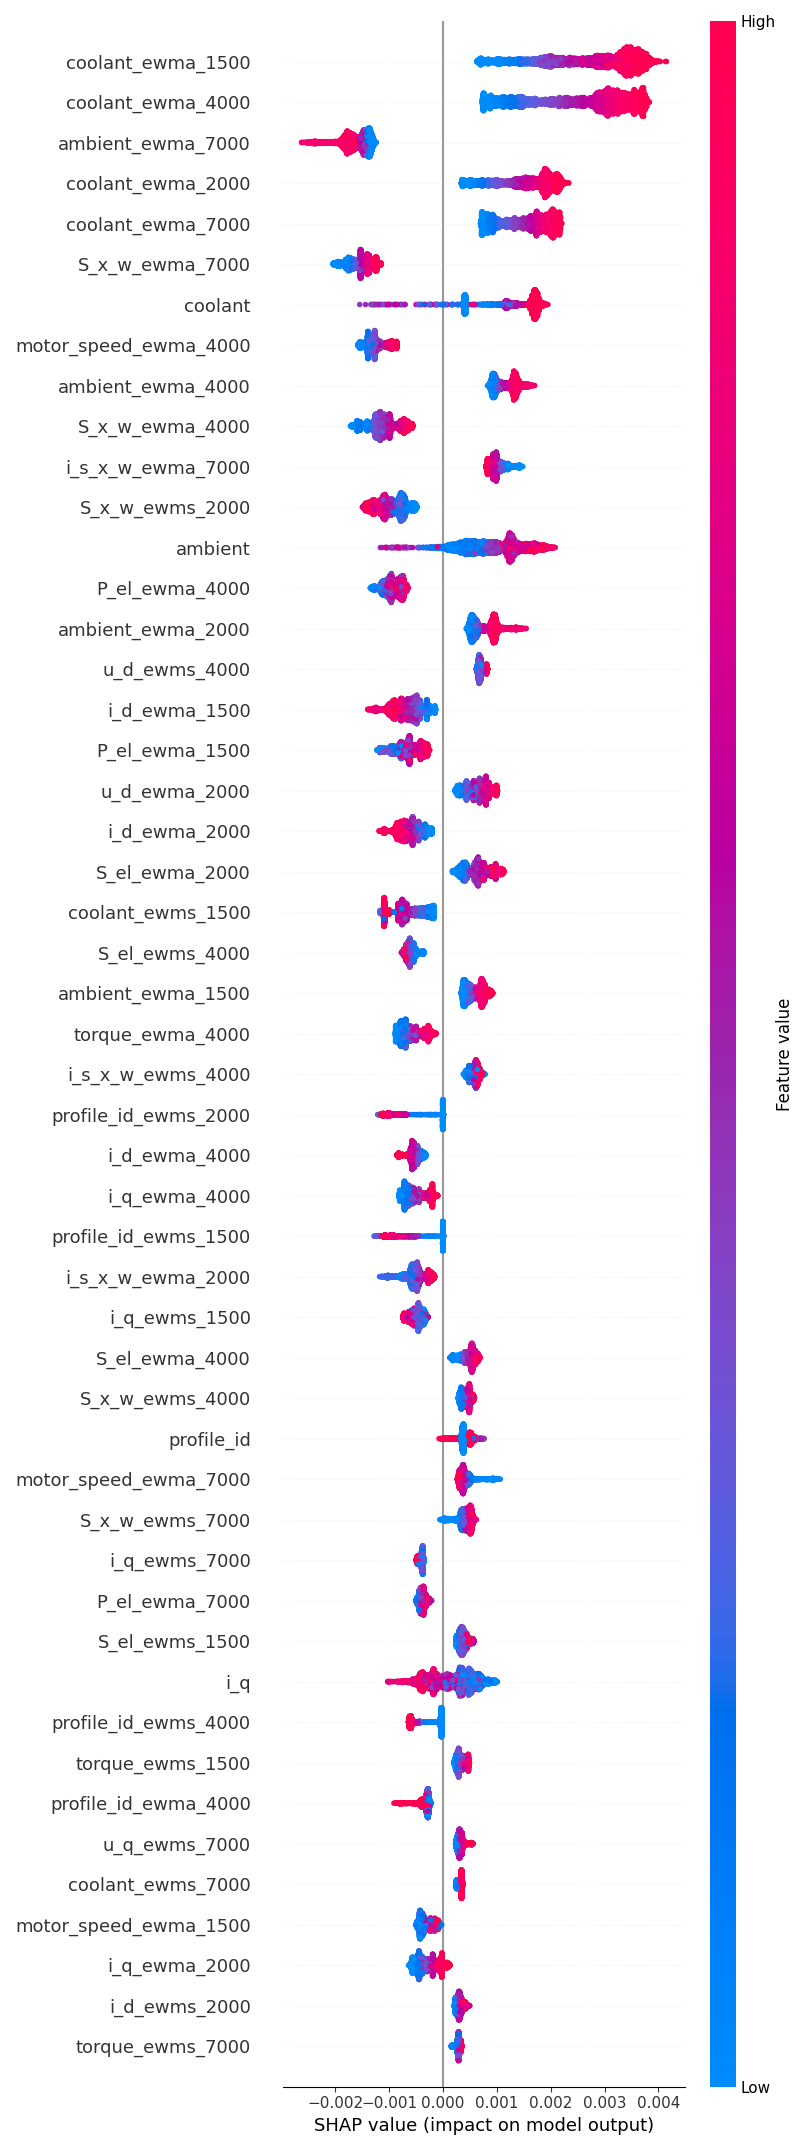 High
coolant_ewma_1500
coolant_ewma_4000
ambient_ewma_7000
coolant_ewma_2000
coolant_ewma_7000
S_x_w_ewma_7000
coolant
motor_speed_ewma_4000
ambient_ewma_4000
S_x_w_ewma_4000
i_s_x_w_ewma_7000
S_x_w_ewms_2000
ambient
P_el_ewma_4000
ambient_ewma_2000
u_d_ewms_4000
i_d_ewma_1500
P_el_ewma_1500
u_d_ewma_2000
i_d_ewma_2000
S_el_ewma_2000
coolant_ewms_1500
S_el_ewms_4000
ambient_ewma_1500
torque_ewma_4000
i_s_x_w_ewms_4000
profile_id_ewms_2000
i_d_ewma_4000
i_q_ewma_4000
profile_id_ewms_1500
i_s_x_w_ewma_2000
i_q_ewms_1500
S_el_ewma_4000
S_x_w_ewms_4000
profile_id
motor_speed_ewma_7000
S_x_w_ewms_7000
i_q_ewms_7000
P_el_ewma_7000
S_el_ewms_1500
i_q
profile_id_ewms_4000
torque_ewms_1500
profile_id_ewma_4000
u_q_ewms_7000
coolant_ewms_7000
motor_speed_ewma_1500
i_q_ewma_2000
i_d_ewms_2000
torque_ewms_7000
Feature value
Low
−0.002 −0.001 0.000 0.001 0.002 0.003 0.004
SHAP value (impact on model output)